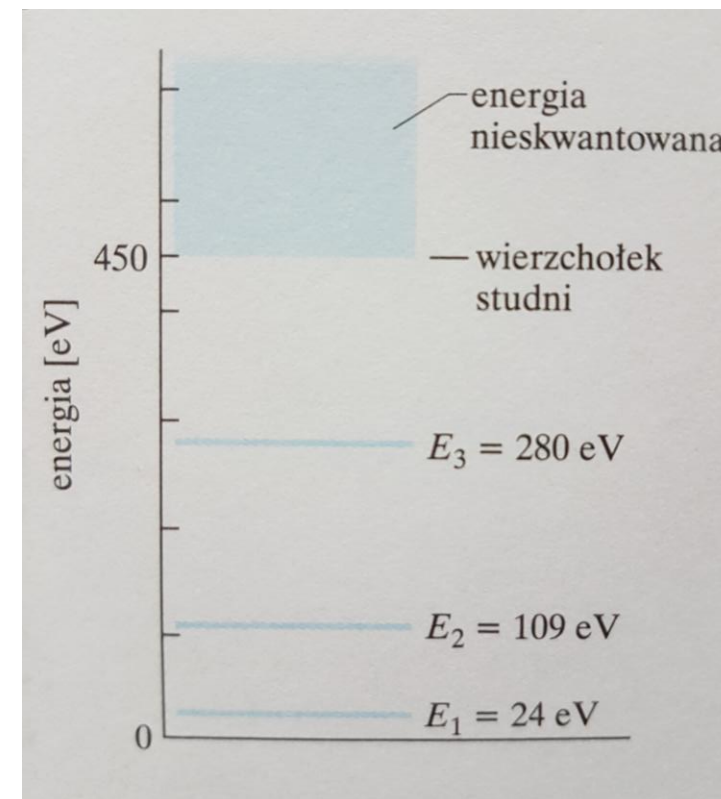 energia
nieskwantowana
450
wierzchołek
studni
energia [eV]
E₃ = 280 eV
E₂ = 109 eV
E₁ = 24 eV
0